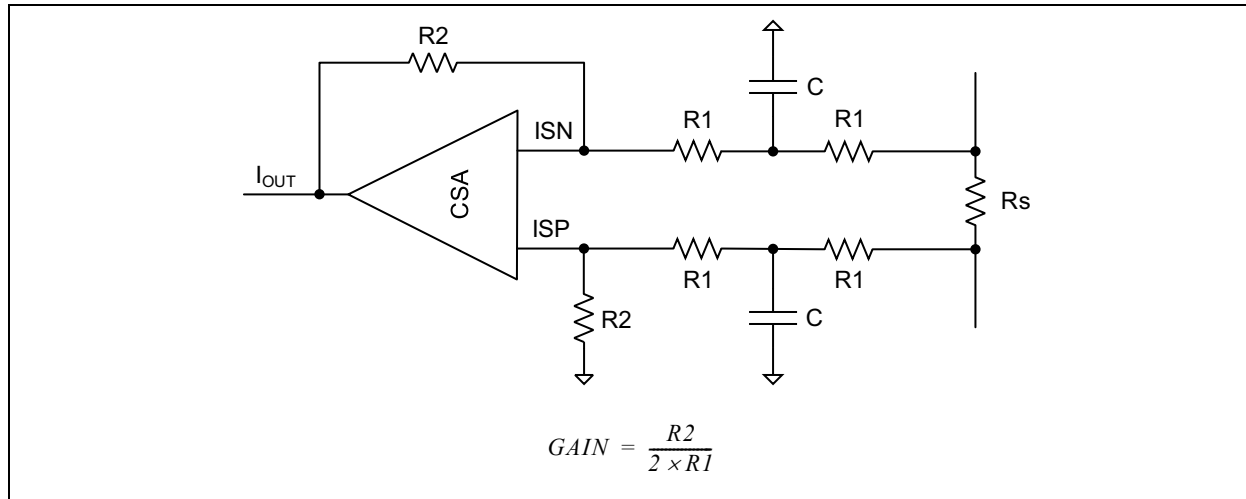 R2
C
ISN
R1
R1
I_OUT
CSA
Rs
ISP
R1
R1
R2
C
GAIN = R2 / (2 × R1)